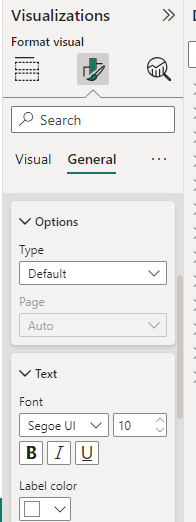 Visualizations
Format visual
Search
Visual General
Options
Type
Default
Page
Auto
Text
Font
Segoe UI 10
B I U
Label color